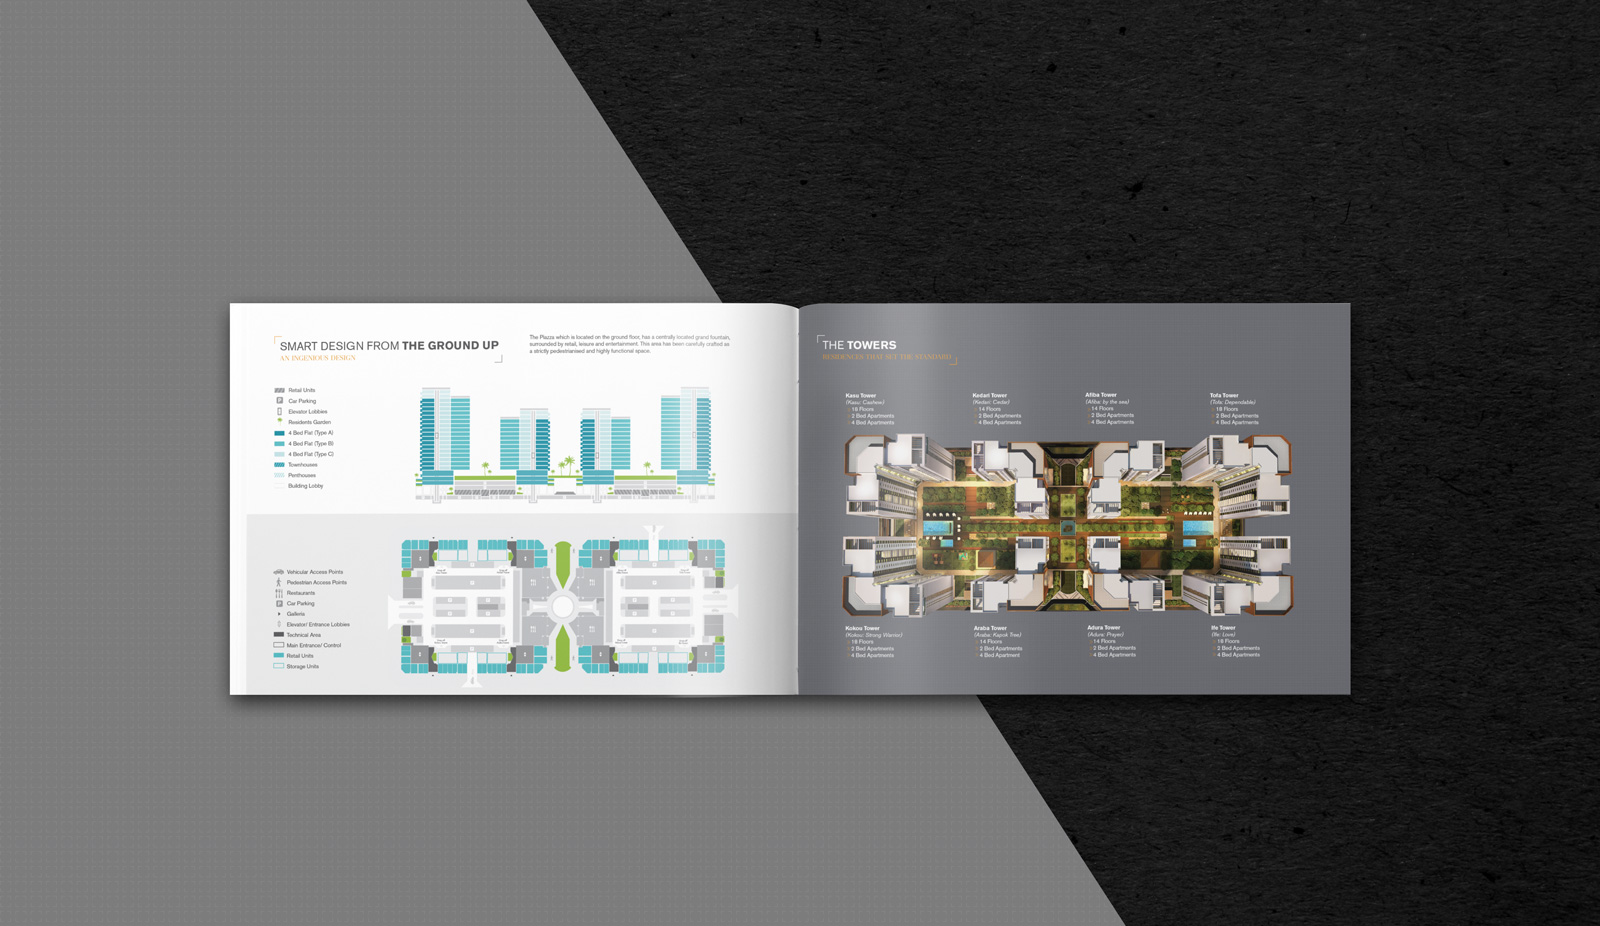 SMART DESIGN FROM THE GROUND UP
AN INGENIOUS DESIGN
The Plazza which is located on the ground floor, has a centrally located grand fountain,
surrounded by retail, leisure and entertainment. This area has been carefully crafted as
a strictly pedestrianised and highly functional space.
Retail Units
Car Parking
Elevator Lobbies
Residents Garden
4 Bed Flat (Type A)
4 Bed Flat (Type B)
4 Bed Flat (Type C)
Townhouses
Penthouses
Building Lobby
Vehicular Access Points
Pedestrian Access Points
Restaurants
Car Parking
Galleria
Elevator/ Entrance Lobbies
Technical Area
Main Entrance/ Control
Retail Units
Storage Units
THE TOWERS
RESIDENCES THAT SET THE STANDARD
Kasu Tower
(Kasu: Cashew)
18 Floors
2 Bed Apartments
4 Bed Apartments
Kedari Tower
(Kedari: Cedar)
14 Floors
2 Bed Apartments
4 Bed Apartments
Afiba Tower
(Afiba: by the sea)
14 Floors
2 Bed Apartments
4 Bed Apartments
Tofa Tower
(Tofa: Dependable)
18 Floors
2 Bed Apartments
4 Bed Apartments
Kokou Tower
(Kokou: Strong Warrior)
18 Floors
2 Bed Apartments
4 Bed Apartments
Araba Tower
(Araba: Kapok Tree)
14 Floors
2 Bed Apartments
4 Bed Apartment
Adura Tower
(Adura: Prayer)
14 Floors
2 Bed Apartments
4 Bed Apartments
Ife Tower
(Ife: Love)
18 Floors
2 Bed Apartments
4 Bed Apartments